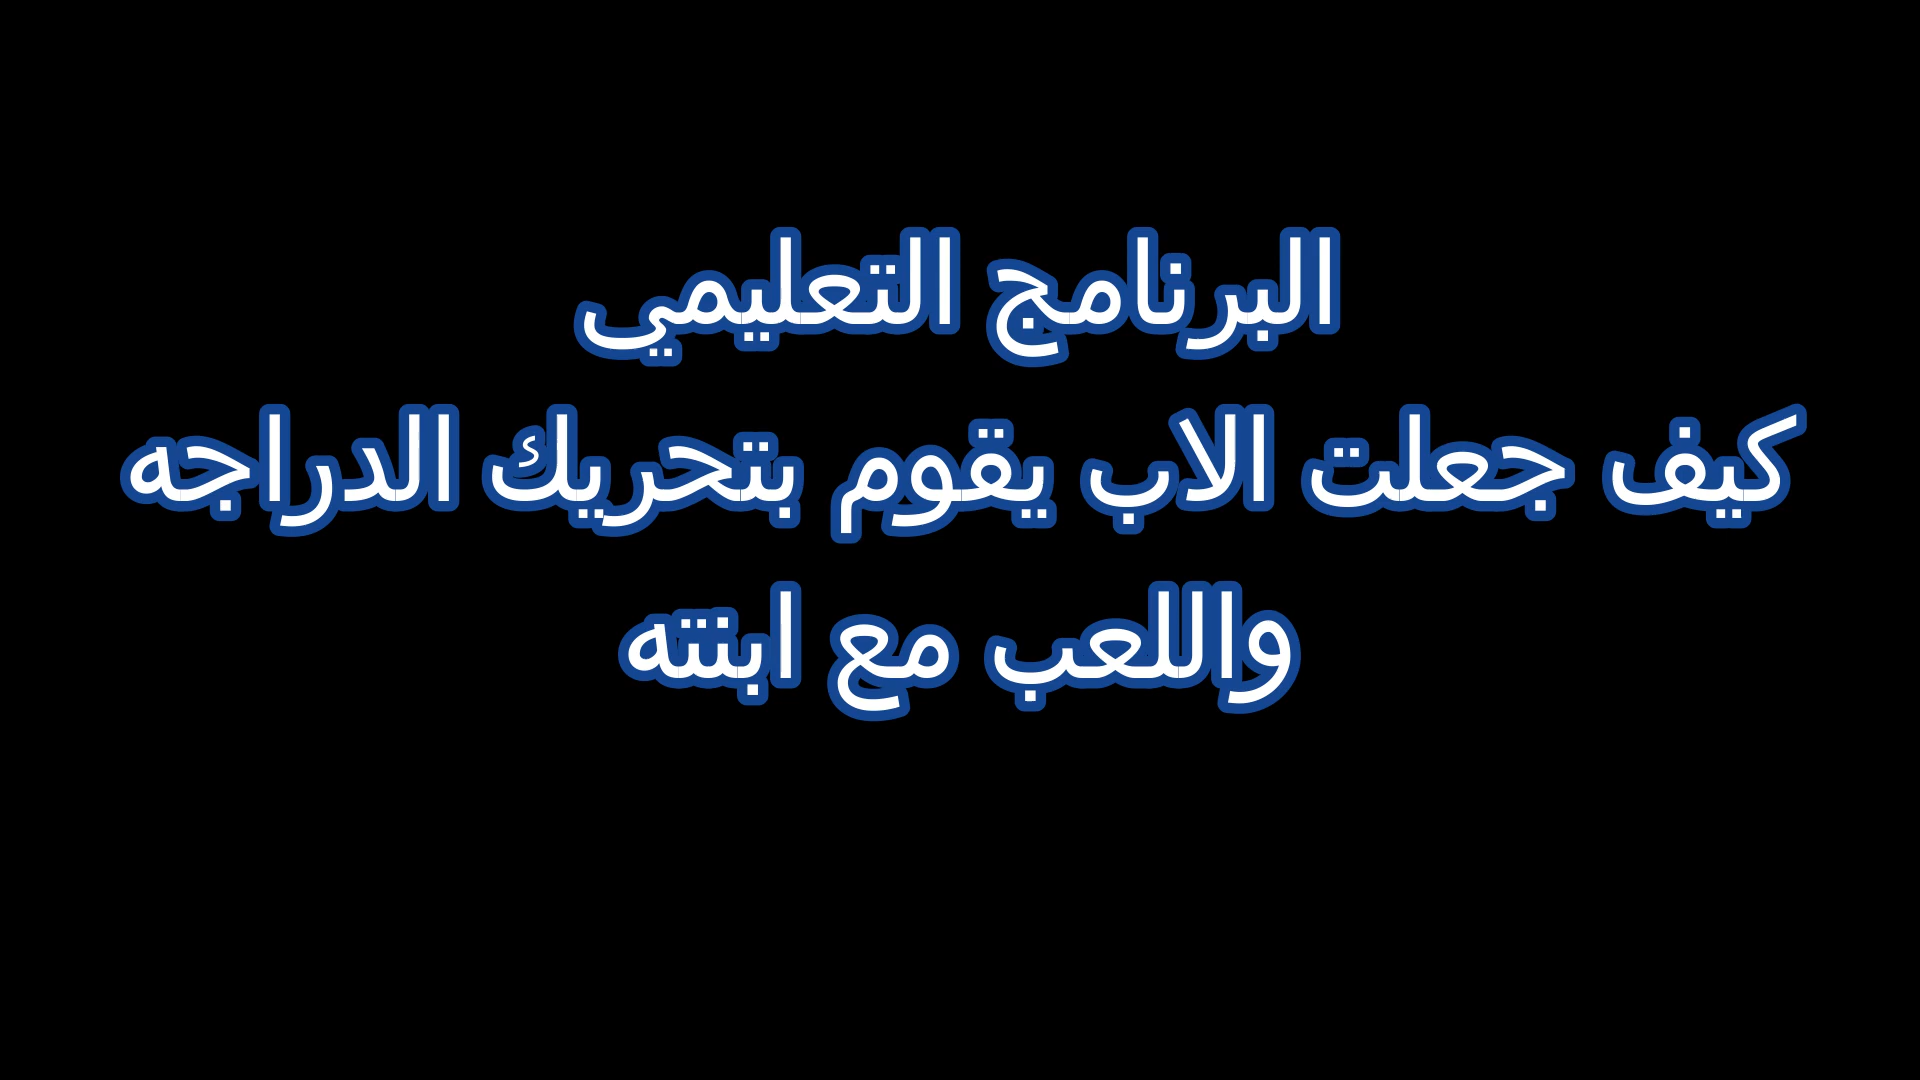 البرنامج التعليمي
كيف جعلت الاب يقوم بتحريك الدراجه
واللعب مع ابنته